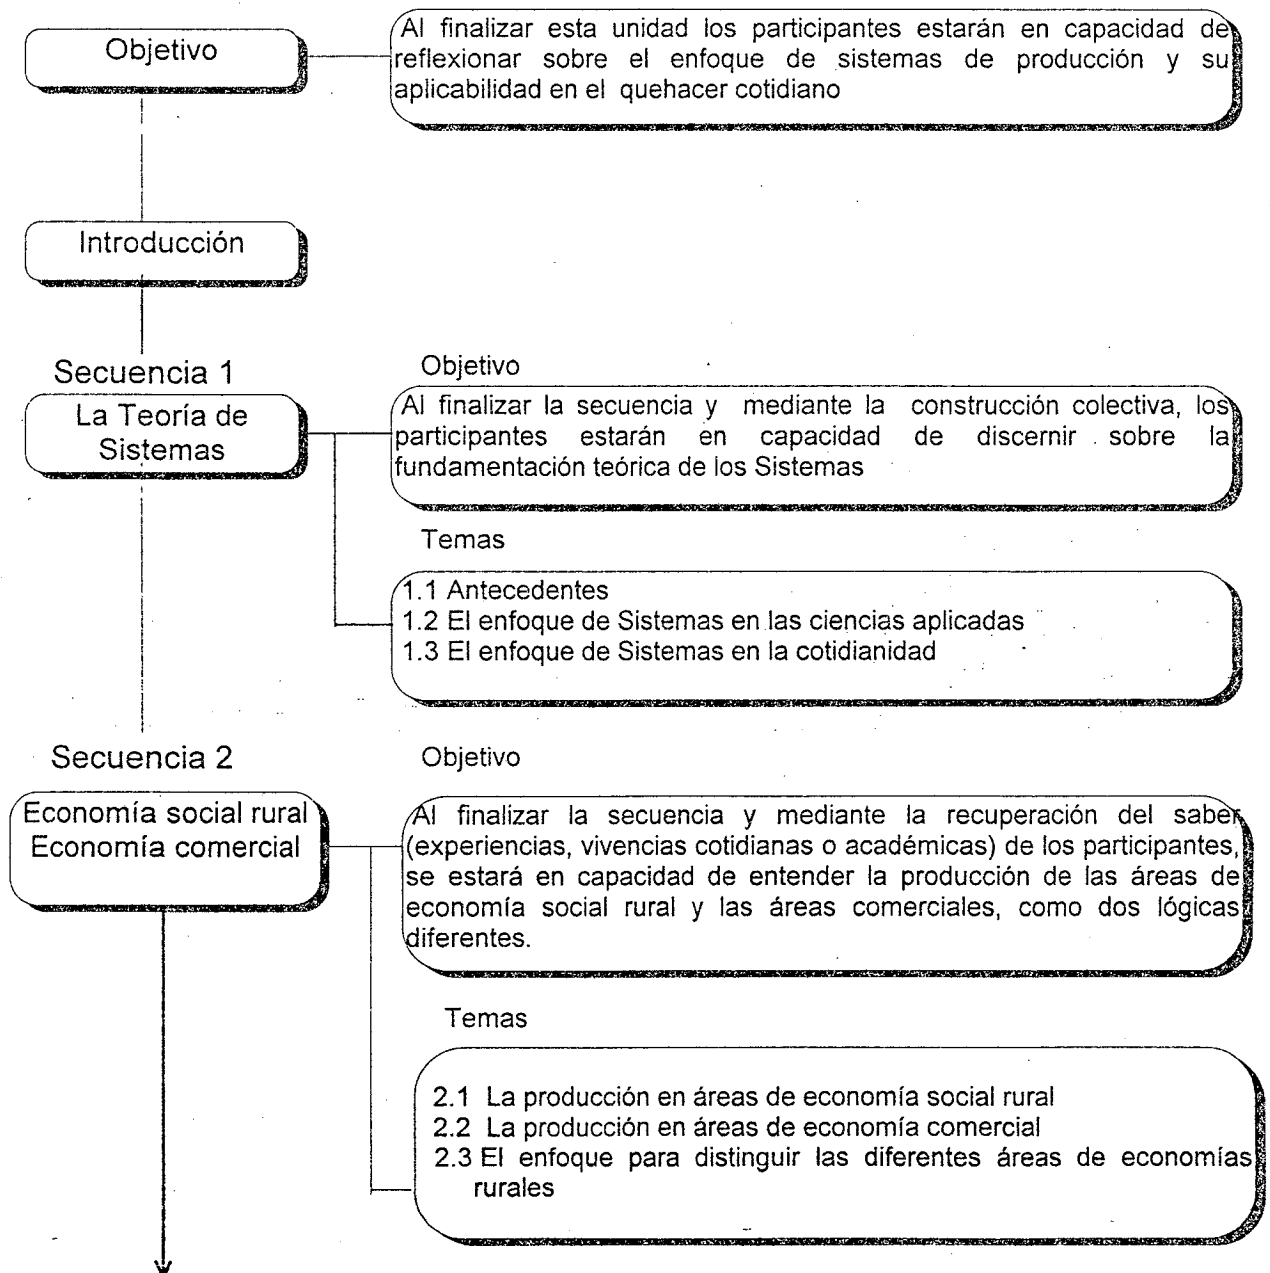 Objetivo
Al finalizar esta unidad los participantes estarán en capacidad de
reflexionar sobre el enfoque de sistemas de producción y su
aplicabilidad en el quehacer cotidiano
Introducción
Secuencia 1
La Teoría de
Sistemas
Objetivo
Al finalizar la secuencia y mediante la construcción colectiva, los
participantes estarán en capacidad de discernir sobre la
fundamentación teórica de los Sistemas
Temas
1.1 Antecedentes
1.2 El enfoque de Sistemas en las ciencias aplicadas
1.3 El enfoque de Sistemas en la cotidianidad
Secuencia 2
Economía social rural
Economía comercial
Objetivo
Al finalizar la secuencia y mediante la recuperación del saber
(experiencias, vivencias cotidianas o académicas) de los participantes,
se estará en capacidad de entender la producción de las áreas de
economía social rural y las áreas comerciales, como dos lógicas
diferentes.
Temas
2.1 La producción en áreas de economía social rural
2.2 La producción en áreas de economía comercial
2.3 El enfoque para distinguir las diferentes áreas de economías
rurales